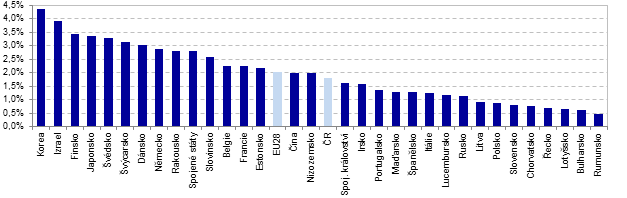 4,5%
4,0%
3,5%
3,0%
2,5%
2,0%
1,5%
1,0%
0,5%
0,0%
Korea
Izrael
Finsko
Japonsko
Švédsko
Švýcarsko
Dánsko
Německo
Rakousko
Spojené státy
Slovinsko
Belgie
Francie
Estonsko
EU28
Čína
Nizozemsko
ČR
Spoj. království
Irsko
Portugalsko
Maďarsko
Španělsko
Itálie
Lucembursko
Rusko
Litva
Polsko
Slovensko
Chorvatsko
Řecko
Lotyšsko
Bulharsko
Rumunsko